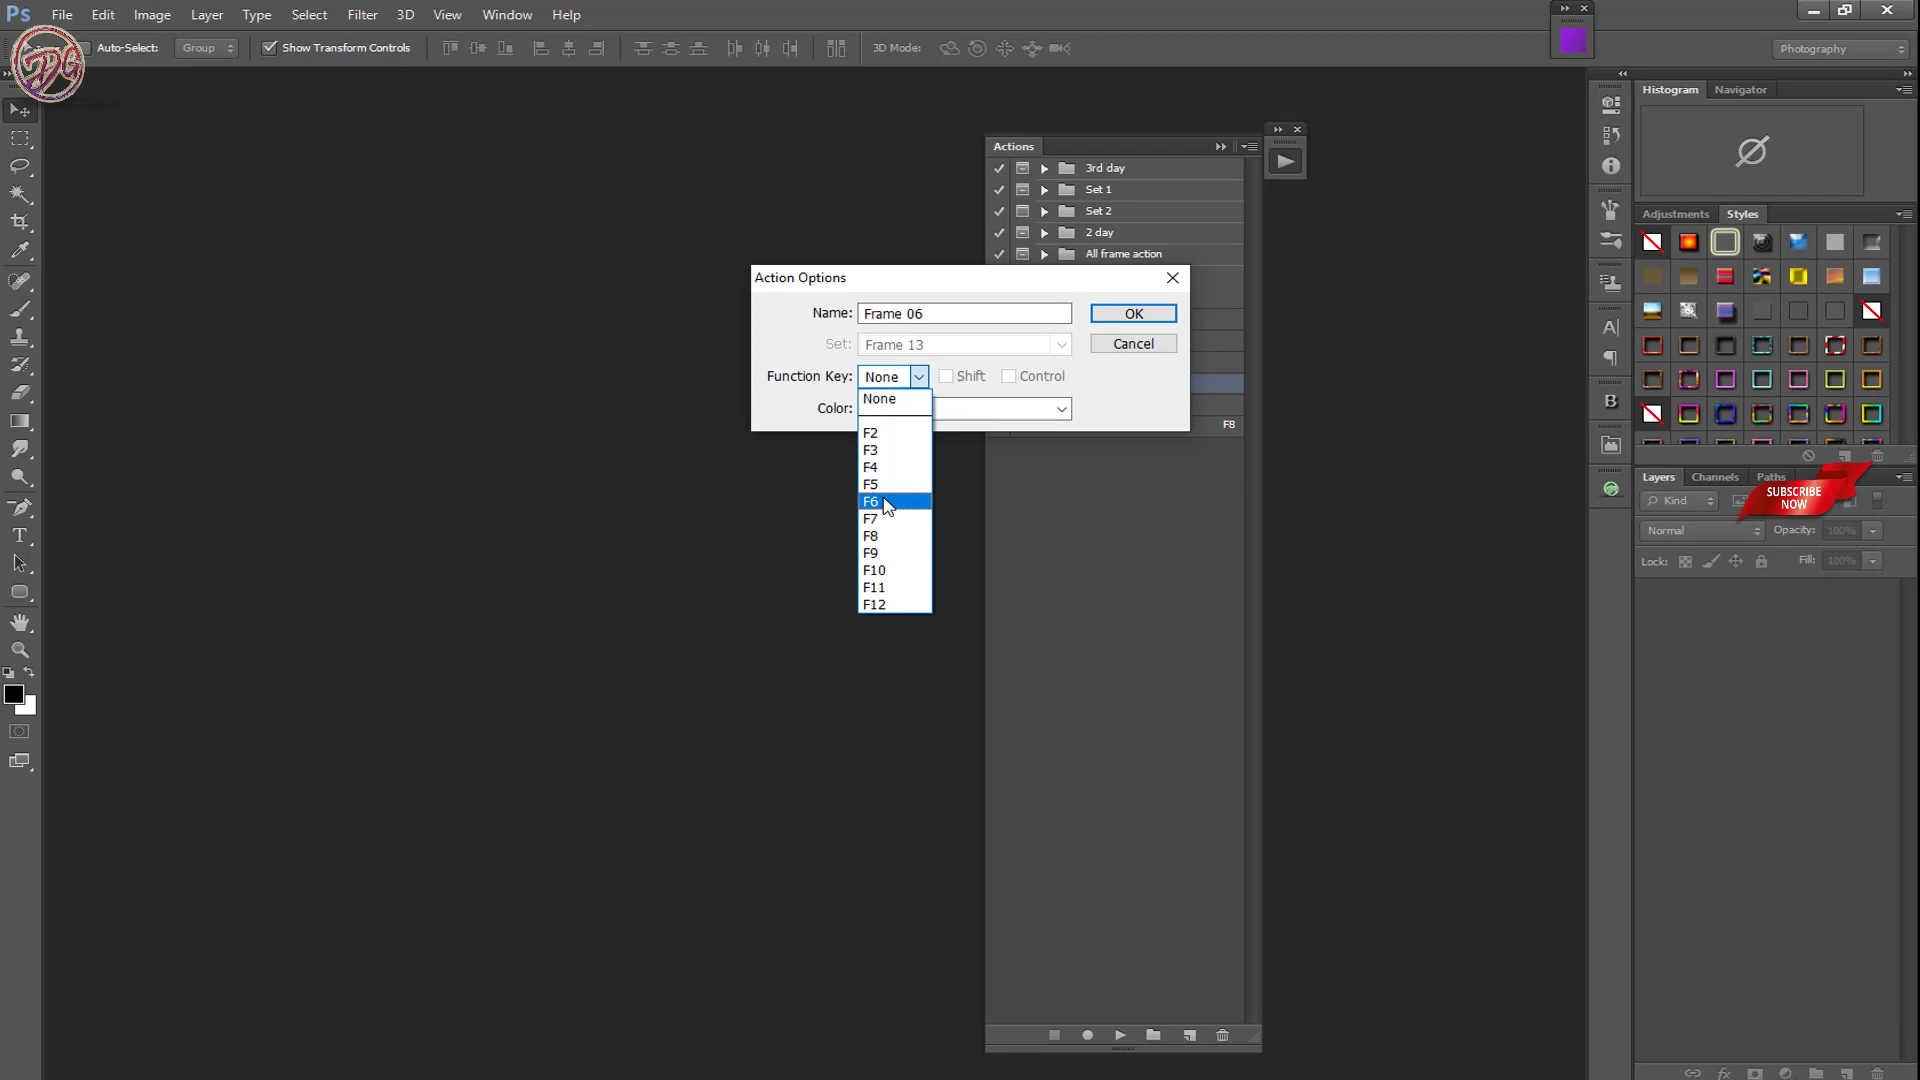 Ps File Edit Image Layer Type Select Filter 3D View Window Help
Auto-Select: Group Show Transform Controls 3D Mode: Photography
TDG
Histogram Navigator
Actions
3rd day
Set 1
Set 2
2 day
All frame action
Adjustments Styles
Action Options
Name: Frame 06 OK
Set: Frame 13 Cancel
Function Key: None Shift Control
Color:
None
F2
F3
F4
F5
F6
F7
F8
F9
F10
F11
F12
F8
Layers Channels Paths
SUBSCRIBE
NOW
Kind
Normal Opacity: 100%
Lock: Fill: 100%